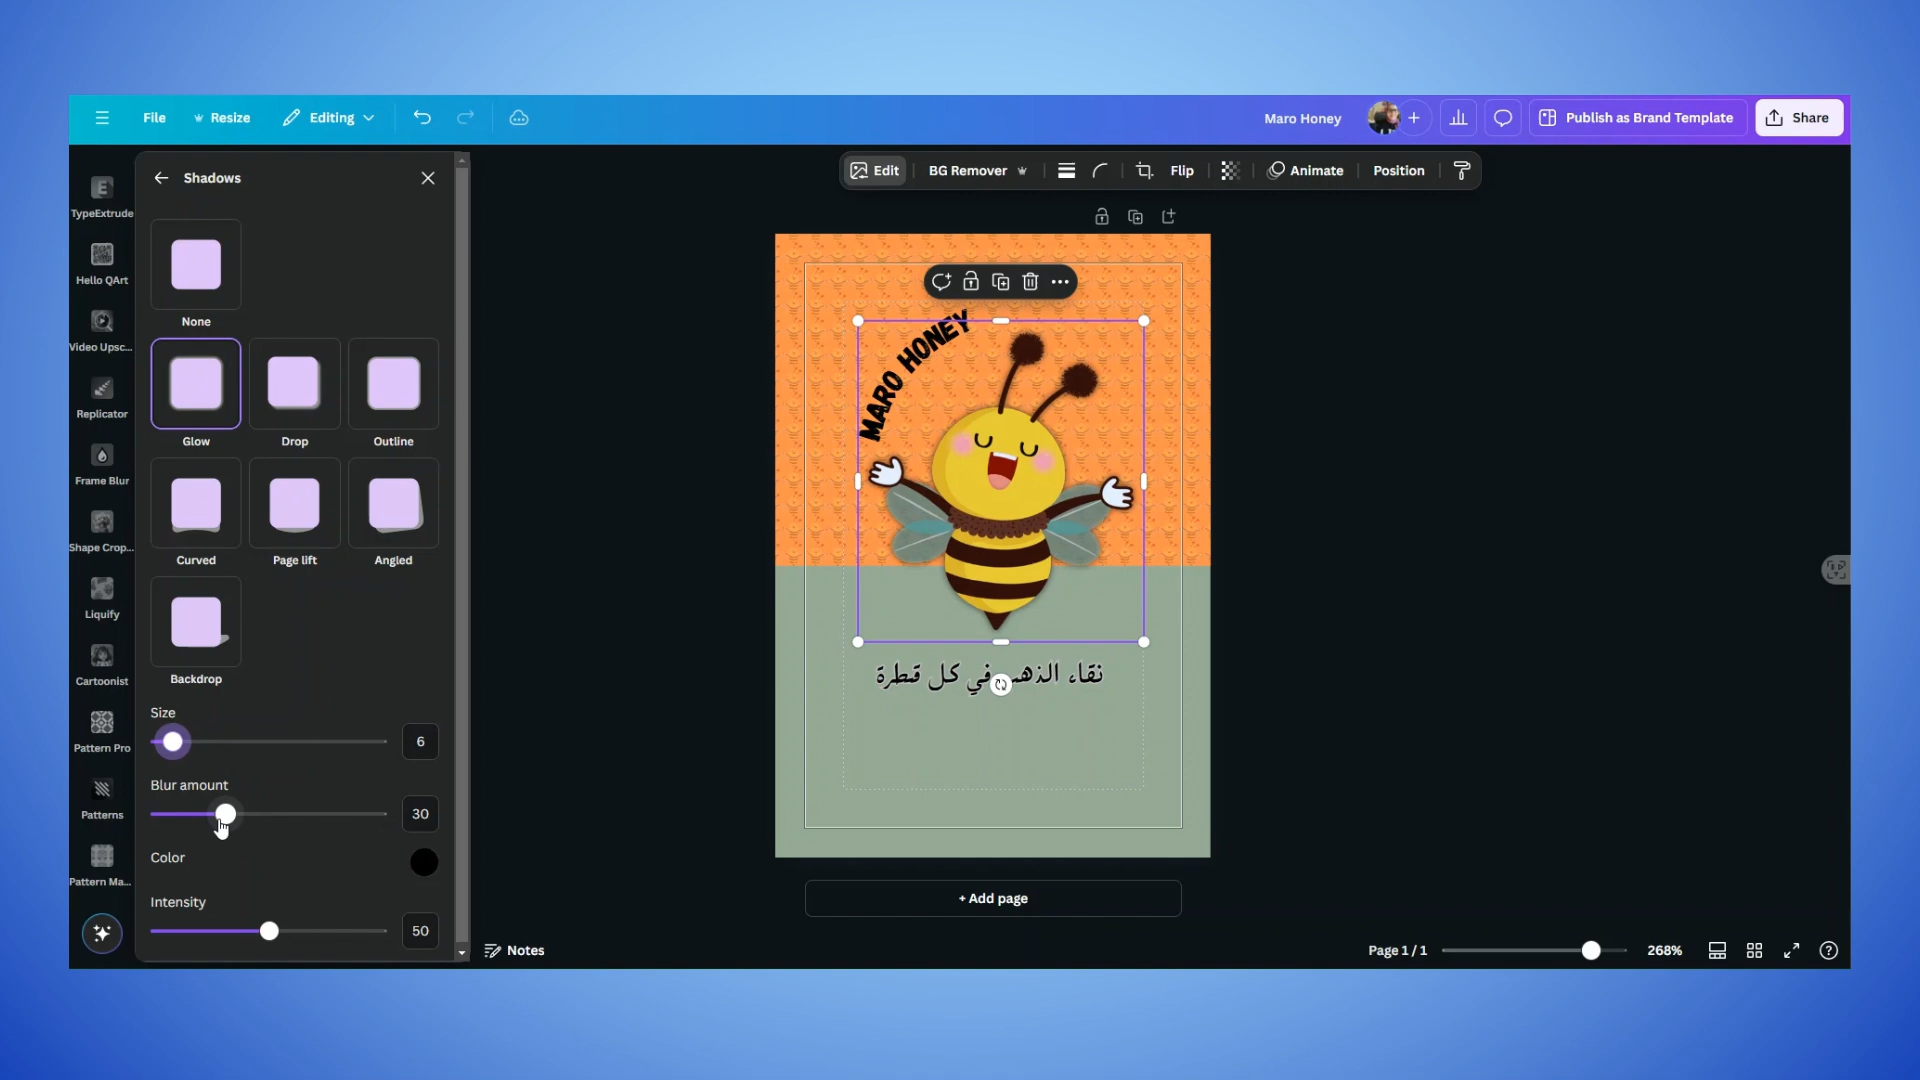 File
Resize
Editing
Maro Honey
+
Publish as Brand Template
Share
Shadows
Edit
BG Remover
Flip
Animate
Position
TypeExtrude
Hello QArt
Video Upsc...
Replicator
Frame Blur
Shape Crop...
Liquify
Cartoonist
Pattern Pro
Patterns
Pattern Ma...
None
Glow
Drop
Outline
Curved
Page lift
Angled
Backdrop
Size
6
Blur amount
30
Color
Intensity
50
MARO HONEY
نقاء الذهب في كل قطرة
+ Add page
Notes
Page 1 / 1
268%